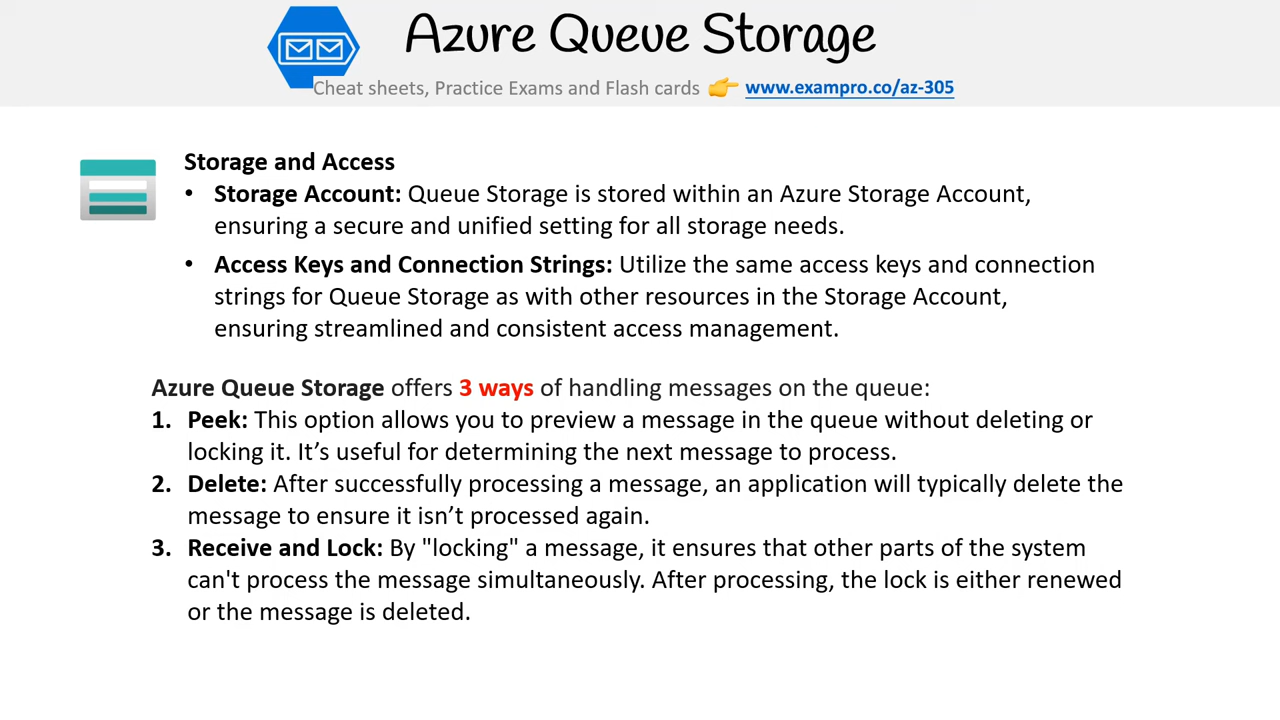 Azure Queue Storage
Cheat sheets, Practice Exams and Flash cards 👉 www.exampro.co/az-305
Storage and Access
• Storage Account: Queue Storage is stored within an Azure Storage Account,
ensuring a secure and unified setting for all storage needs.
• Access Keys and Connection Strings: Utilize the same access keys and connection
strings for Queue Storage as with other resources in the Storage Account,
ensuring streamlined and consistent access management.
Azure Queue Storage offers 3 ways of handling messages on the queue:
1. Peek: This option allows you to preview a message in the queue without deleting or
locking it. It’s useful for determining the next message to process.
2. Delete: After successfully processing a message, an application will typically delete the
message to ensure it isn’t processed again.
3. Receive and Lock: By "locking" a message, it ensures that other parts of the system
can't process the message simultaneously. After processing, the lock is either renewed
or the message is deleted.